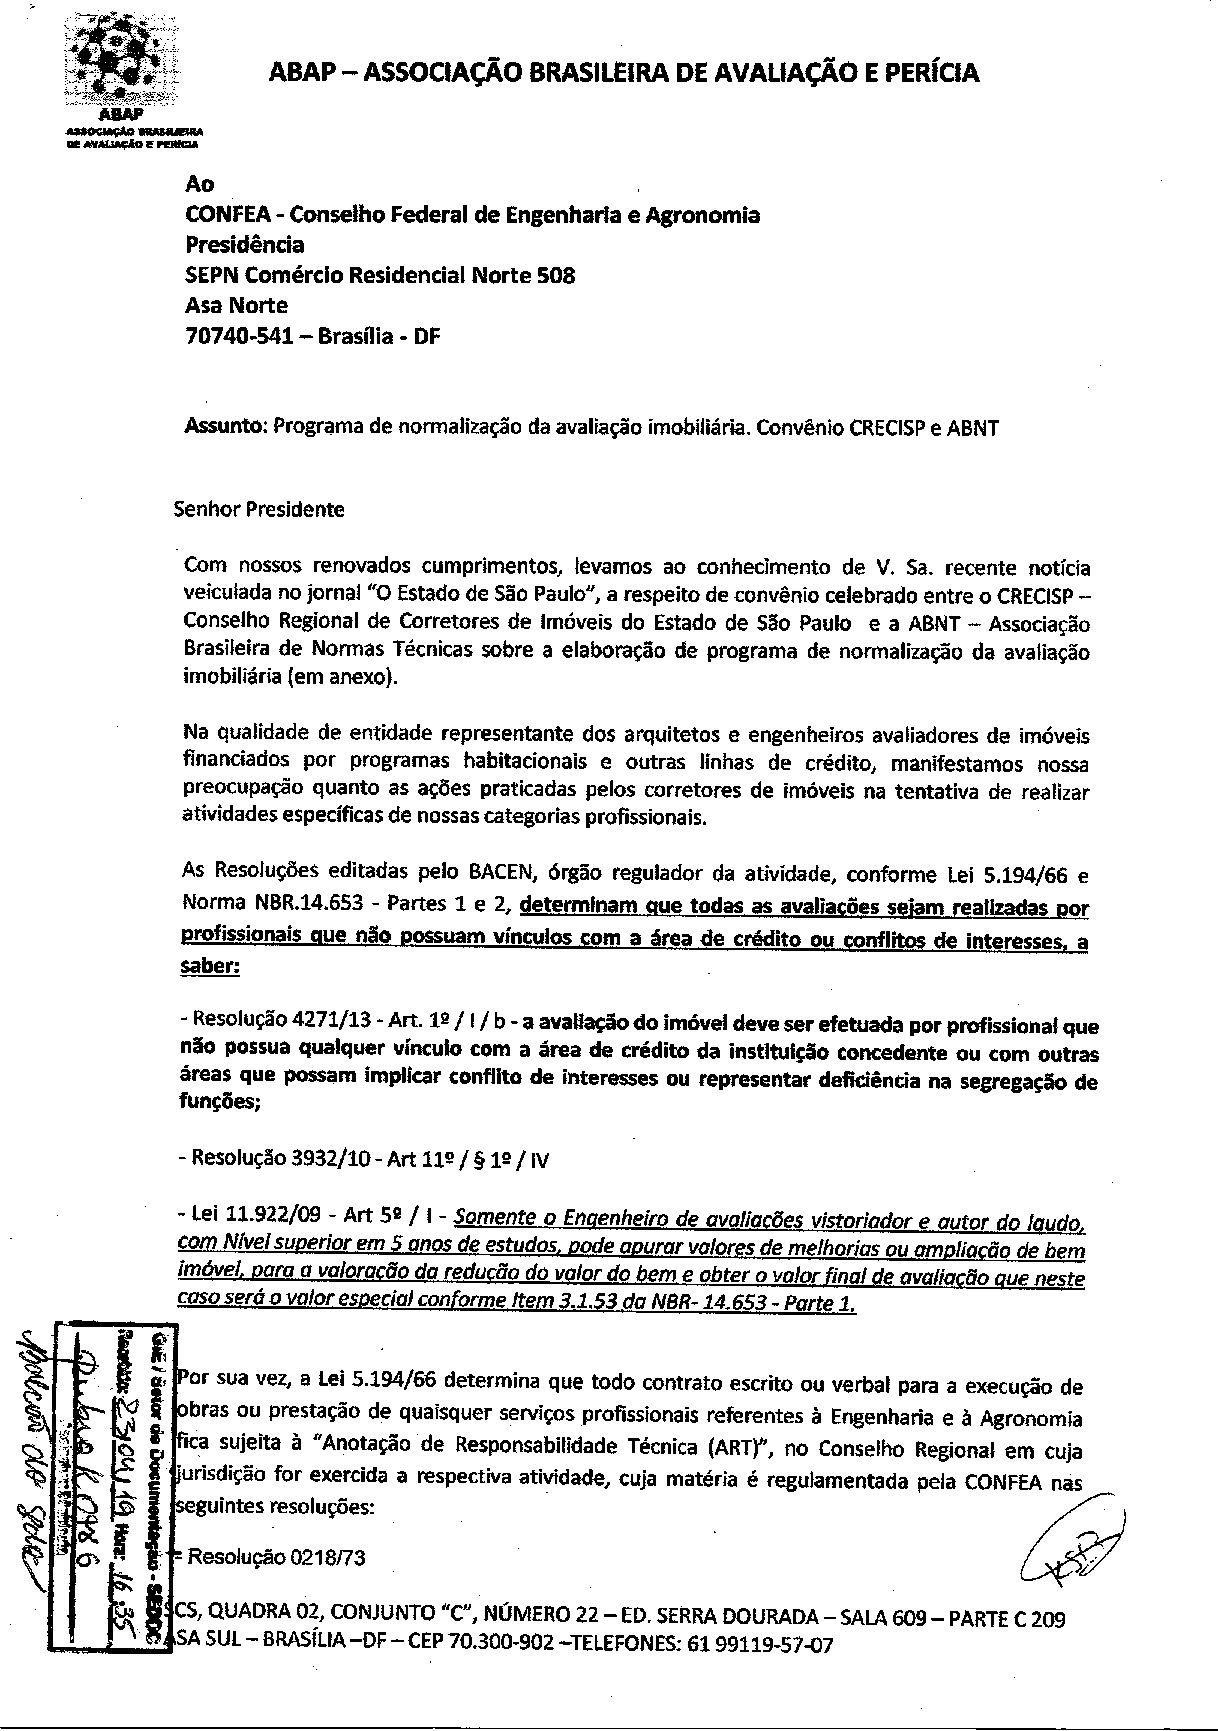 ABAP – ASSOCIAÇÃO BRASILEIRA DE AVALIAÇÃO E PERÍCIA
ABAP
ASSOCIAÇÃO BRASILEIRA
DE AVALIAÇÃO E PERÍCIA
Ao
CONFEA - Conselho Federal de Engenharia e Agronomia
Presidência
SEPN Comércio Residencial Norte 508
Asa Norte
70740-541 – Brasília - DF
Assunto: Programa de normalização da avaliação imobiliária. Convênio CRECISP e ABNT
Senhor Presidente
Com nossos renovados cumprimentos, levamos ao conhecimento de V. Sa. recente notícia
veiculada no jornal "O Estado de São Paulo", a respeito de convênio celebrado entre o CRECISP –
Conselho Regional de Corretores de Imóveis do Estado de São Paulo e a ABNT – Associação
Brasileira de Normas Técnicas sobre a elaboração de programa de normalização da avaliação
imobiliária (em anexo).
Na qualidade de entidade representante dos arquitetos e engenheiros avaliadores de imóveis
financiados por programas habitacionais e outras linhas de crédito, manifestamos nossa
preocupação quanto as ações praticadas pelos corretores de imóveis na tentativa de realizar
atividades específicas de nossas categorias profissionais.
As Resoluções editadas pelo BACEN, órgão regulador da atividade, conforme Lei 5.194/66 e
Norma NBR.14.653 - Partes 1 e 2, determinam que todas as avaliações sejam realizadas por
profissionais que não possuam vínculos com a área de crédito ou conflitos de interesses, a
saber:
- Resolução 4271/13 - Art. 1º / I / b - a avaliação do imóvel deve ser efetuada por profissional que
não possua qualquer vínculo com a área de crédito da instituição concedente ou com outras
áreas que possam implicar conflito de interesses ou representar deficiência na segregação de
funções;
- Resolução 3932/10 - Art 11º / § 1º / IV
- Lei 11.922/09 - Art 5º / I - Somente o Engenheiro de avaliações vistoriador e autor do laudo,
com Nível superior em 5 anos de estudos, pode apurar valores de melhorias ou ampliação de bem
imóvel, para a valoração da redução do valor do bem e obter o valor final de avaliação que neste
caso será o valor especial conforme Item 3.1.53 da NBR- 14.653 - Parte 1.
Por sua vez, a Lei 5.194/66 determina que todo contrato escrito ou verbal para a execução de
obras ou prestação de quaisquer serviços profissionais referentes à Engenharia e à Agronomia
fica sujeita à "Anotação de Responsabilidade Técnica (ART)", no Conselho Regional em cuja
jurisdição for exercida a respectiva atividade, cuja matéria é regulamentada pela CONFEA nas
seguintes resoluções:
- Resolução 0218/73
SCS, QUADRA 02, CONJUNTO "C", NÚMERO 22 – ED. SERRA DOURADA – SALA 609 – PARTE C 209
ASA SUL – BRASÍLIA –DF – CEP 70.300-902 –TELEFONES: 61 99119-57-07
Setor de Documentação - SEDOC
23/04/19 Hora: 16:35
0486